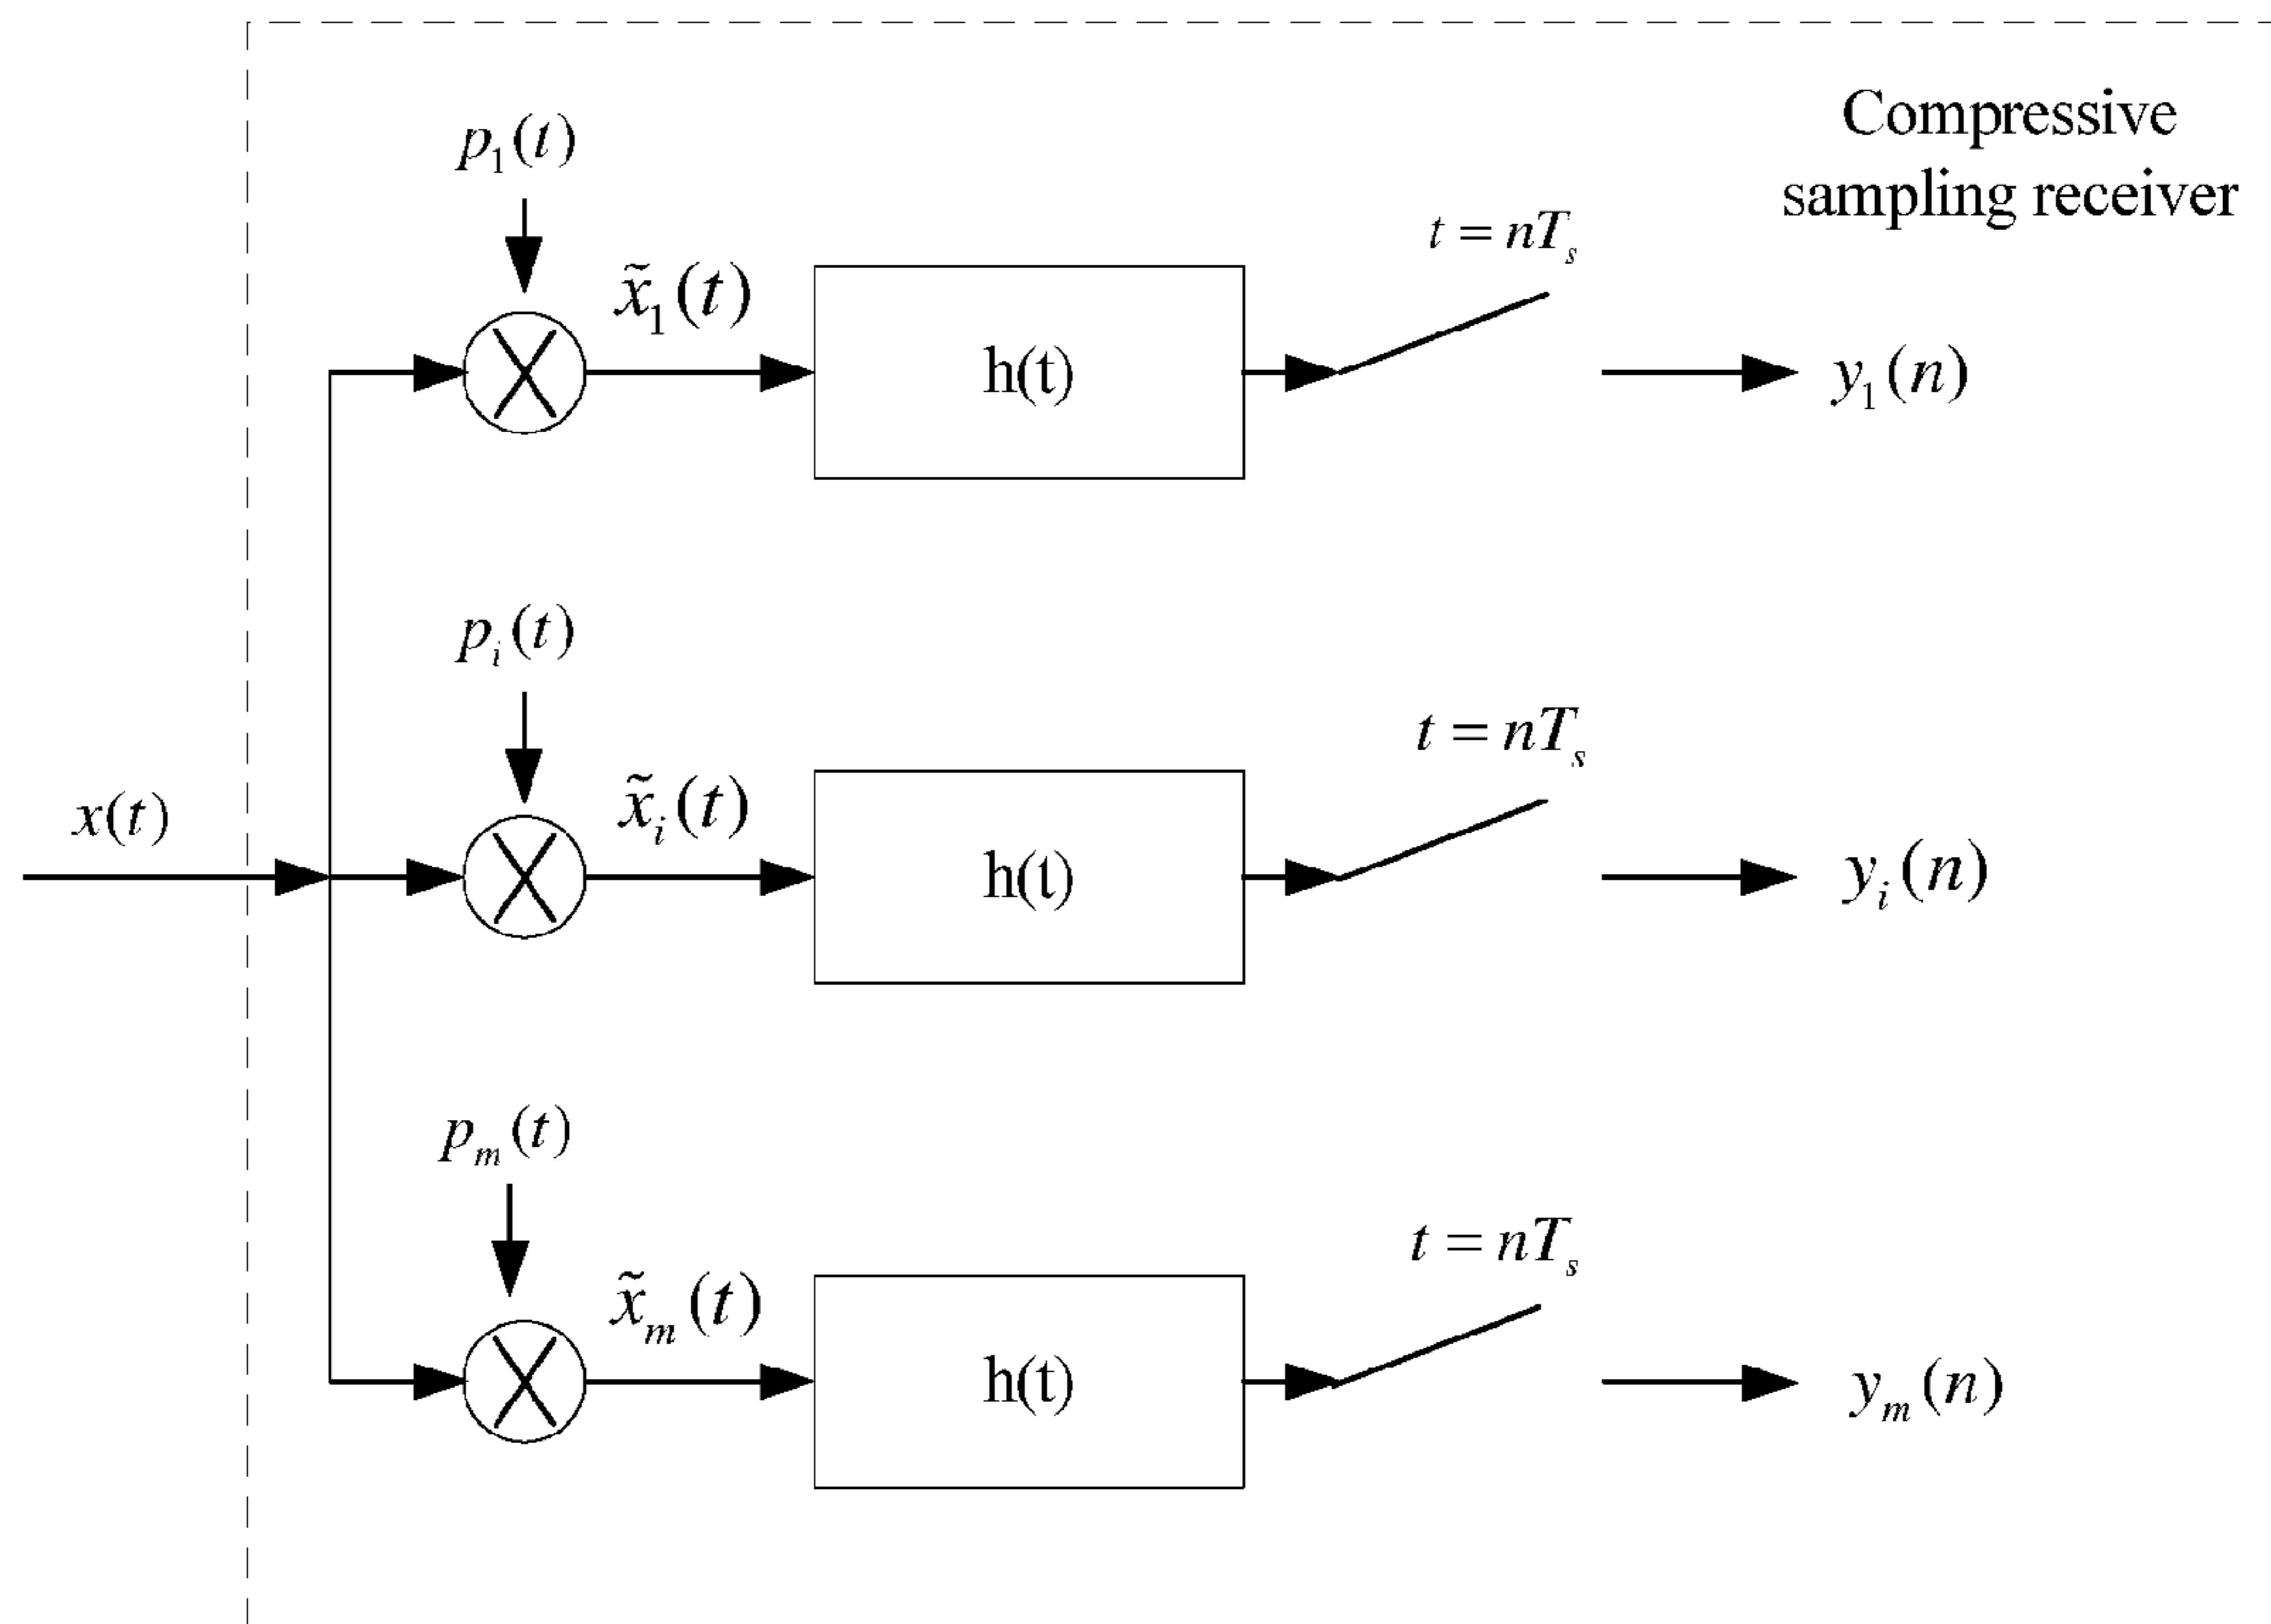 Compressive
sampling receiver
p₁(t)
x̃₁(t)
h(t)
t = nTₛ
y₁(n)
pᵢ(t)
x(t)
x̃ᵢ(t)
h(t)
t = nTₛ
yᵢ(n)
pₘ(t)
x̃ₘ(t)
h(t)
t = nTₛ
yₘ(n)